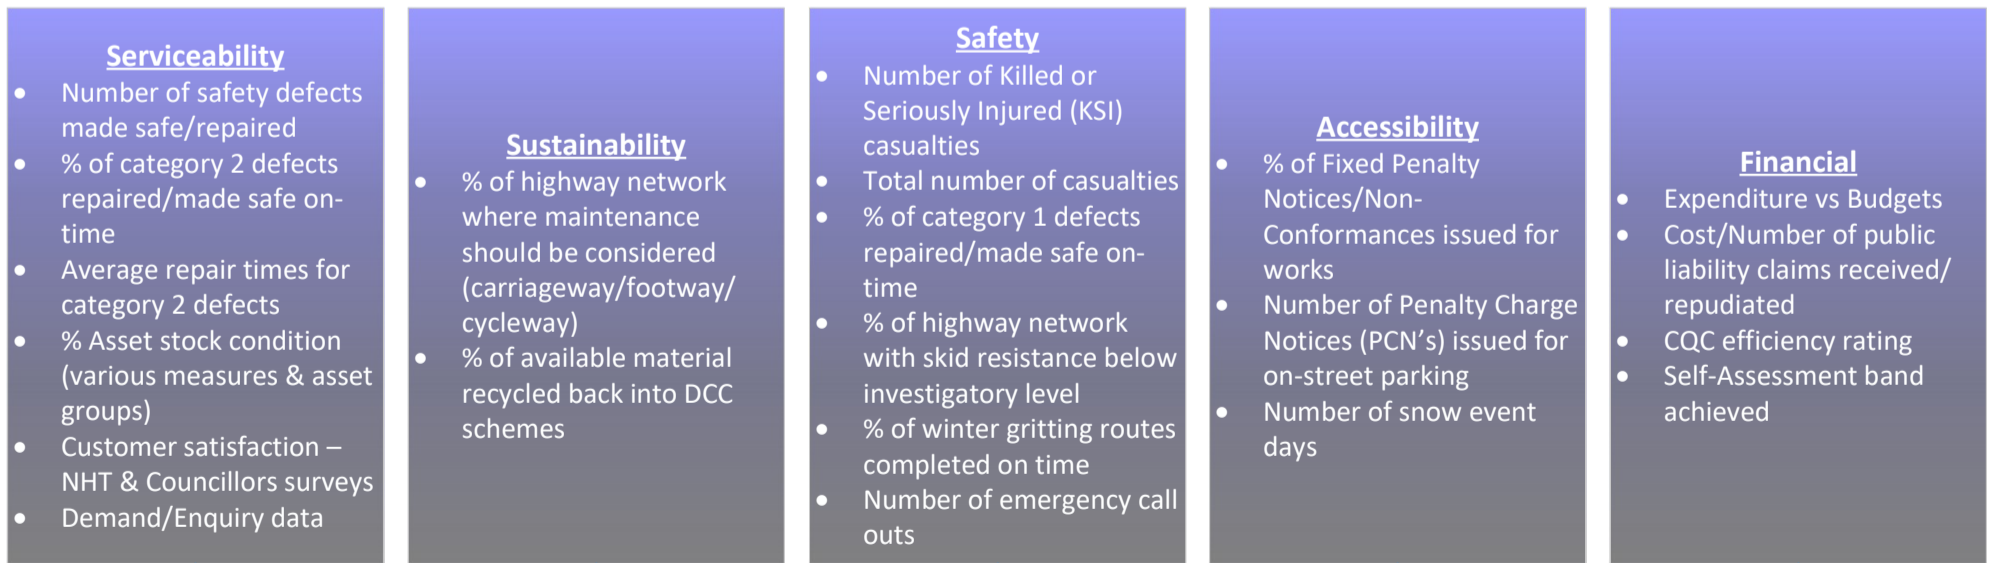 Serviceability
• Number of safety defects
made safe/repaired
• % of category 2 defects
repaired/made safe on-
time
• Average repair times for
category 2 defects
• % Asset stock condition
(various measures & asset
groups)
• Customer satisfaction –
NHT & Councillors surveys
• Demand/Enquiry data
Sustainability
• % of highway network
where maintenance
should be considered
(carriageway/footway/
cycleway)
• % of available material
recycled back into DCC
schemes
Safety
• Number of Killed or
Seriously Injured (KSI)
casualties
• Total number of casualties
• % of category 1 defects
repaired/made safe on-
time
• % of highway network
with skid resistance below
investigatory level
• % of winter gritting routes
completed on time
• Number of emergency call
outs
Accessibility
• % of Fixed Penalty
Notices/Non-
Conformances issued for
works
• Number of Penalty Charge
Notices (PCN’s) issued for
on-street parking
• Number of snow event
days
Financial
• Expenditure vs Budgets
• Cost/Number of public
liability claims received/
repudiated
• CQC efficiency rating
• Self-Assessment band
achieved